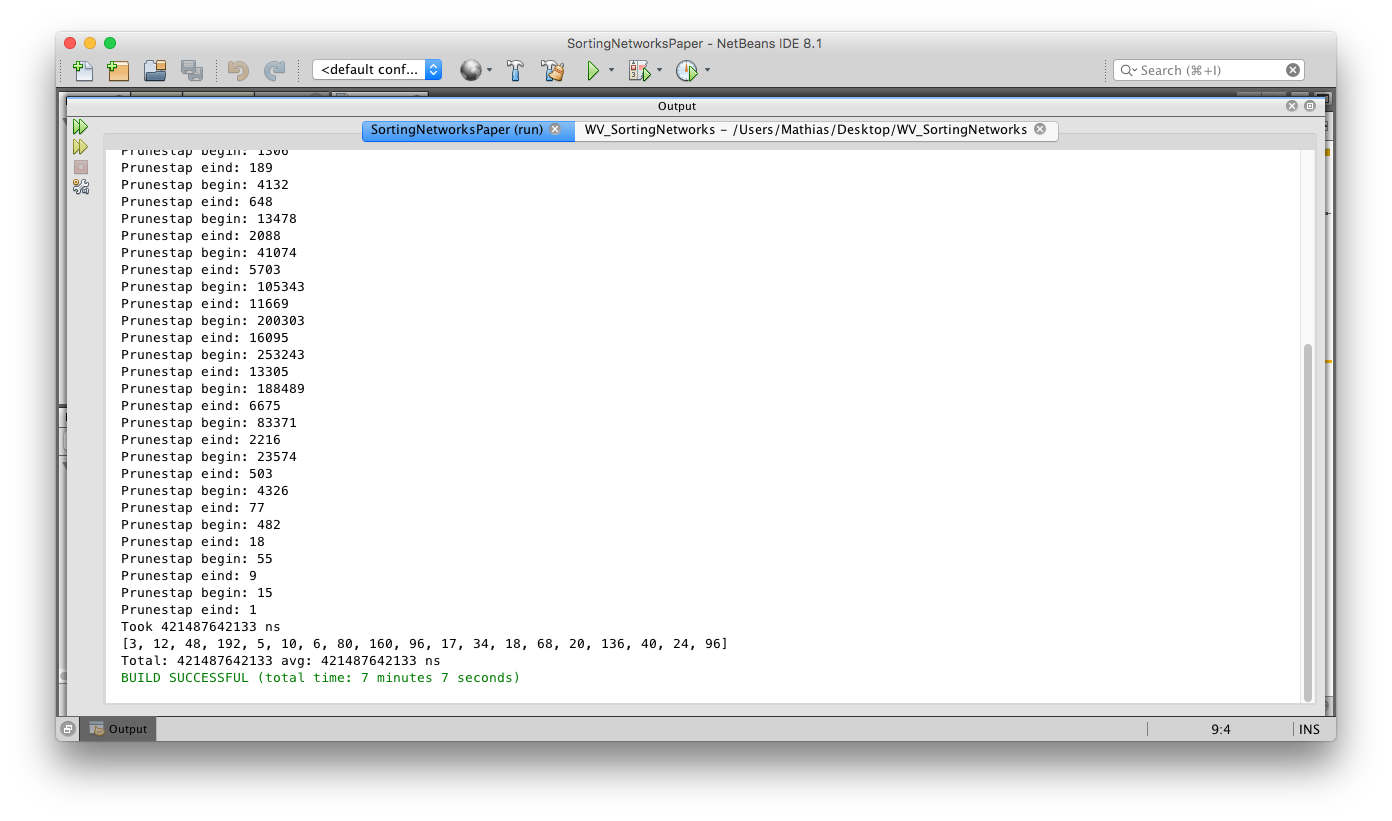 SortingNetworksPaper - NetBeans IDE 8.1
<default conf...
Search (⌘+I)
Output
SortingNetworksPaper (run)
WV_SortingNetworks - /Users/Mathias/Desktop/WV_SortingNetworks
Prunestap begin: 1306
Prunestap eind: 189
Prunestap begin: 4132
Prunestap eind: 648
Prunestap begin: 13478
Prunestap eind: 2088
Prunestap begin: 41074
Prunestap eind: 5703
Prunestap begin: 105343
Prunestap eind: 11669
Prunestap begin: 200303
Prunestap eind: 16095
Prunestap begin: 253243
Prunestap eind: 13305
Prunestap begin: 188489
Prunestap eind: 6675
Prunestap begin: 83371
Prunestap eind: 2216
Prunestap begin: 23574
Prunestap eind: 503
Prunestap begin: 4326
Prunestap eind: 77
Prunestap begin: 482
Prunestap eind: 18
Prunestap begin: 55
Prunestap eind: 9
Prunestap begin: 15
Prunestap eind: 1
Took 421487642133 ns
[3, 12, 48, 192, 5, 10, 6, 80, 160, 96, 17, 34, 18, 68, 20, 136, 40, 24, 96]
Total: 421487642133 avg: 421487642133 ns
BUILD SUCCESSFUL (total time: 7 minutes 7 seconds)
Output
9:4
INS